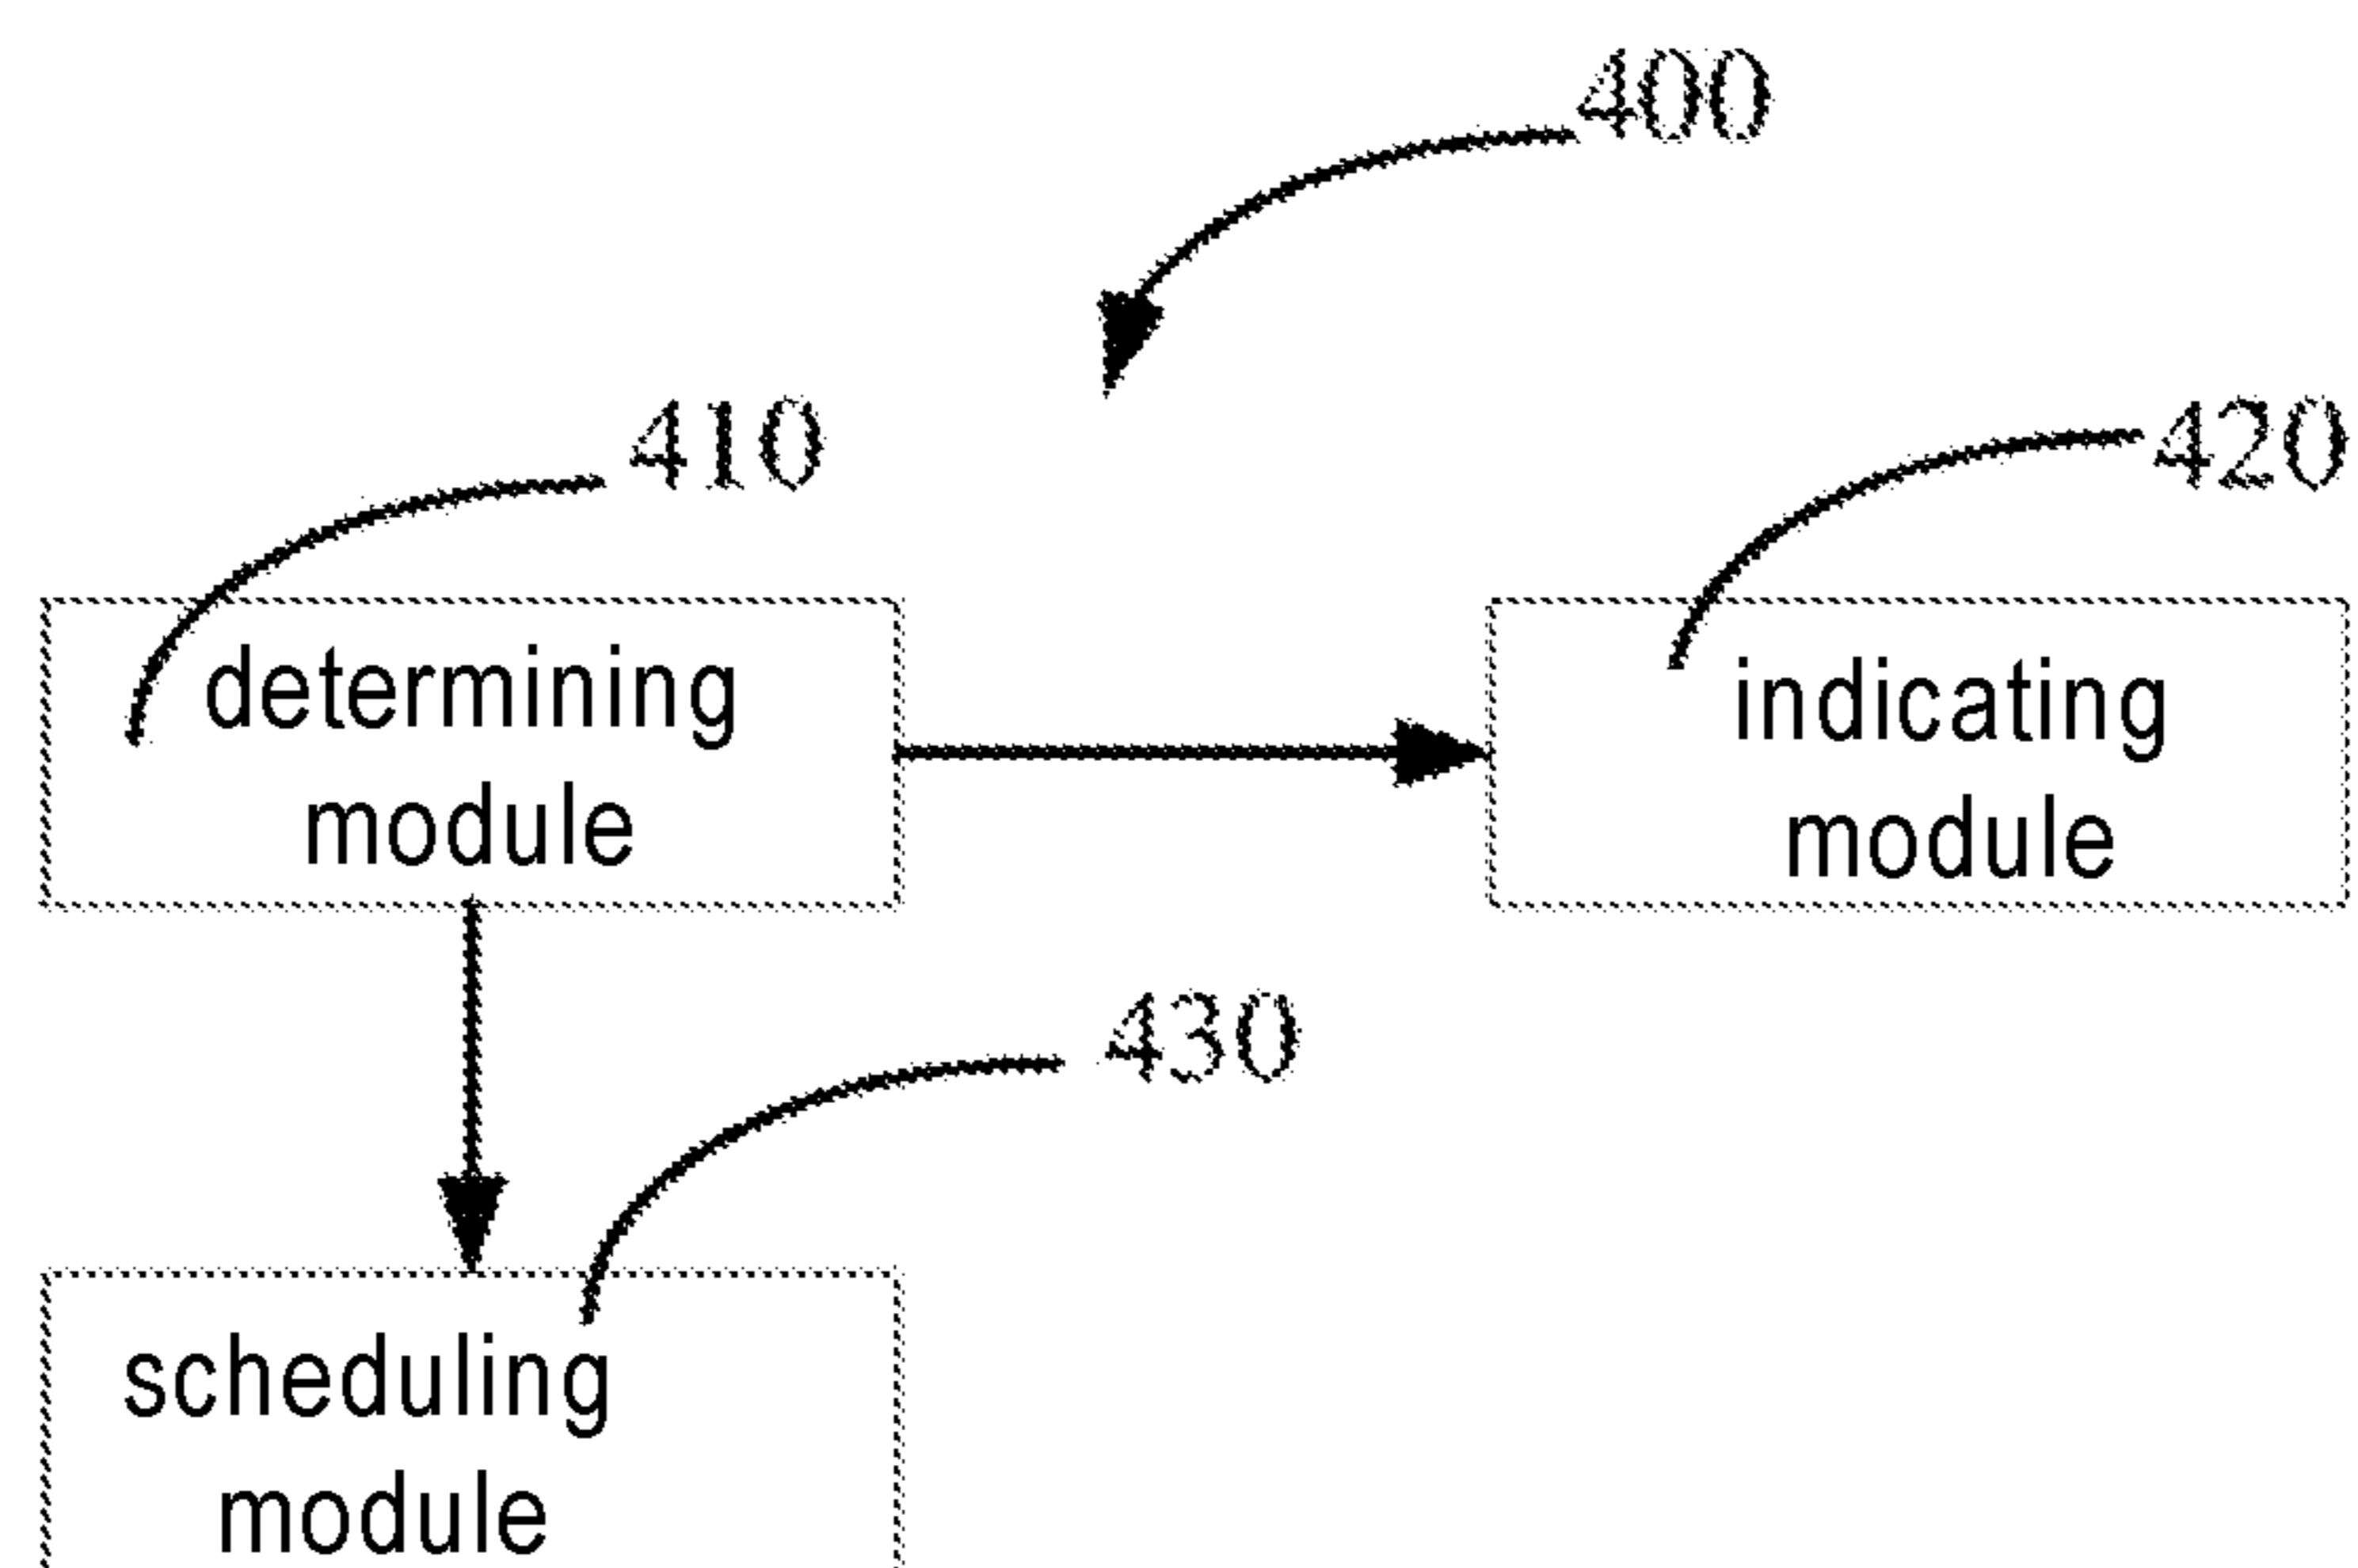 400
410
420
determining
module
indicating
module
430
scheduling
module